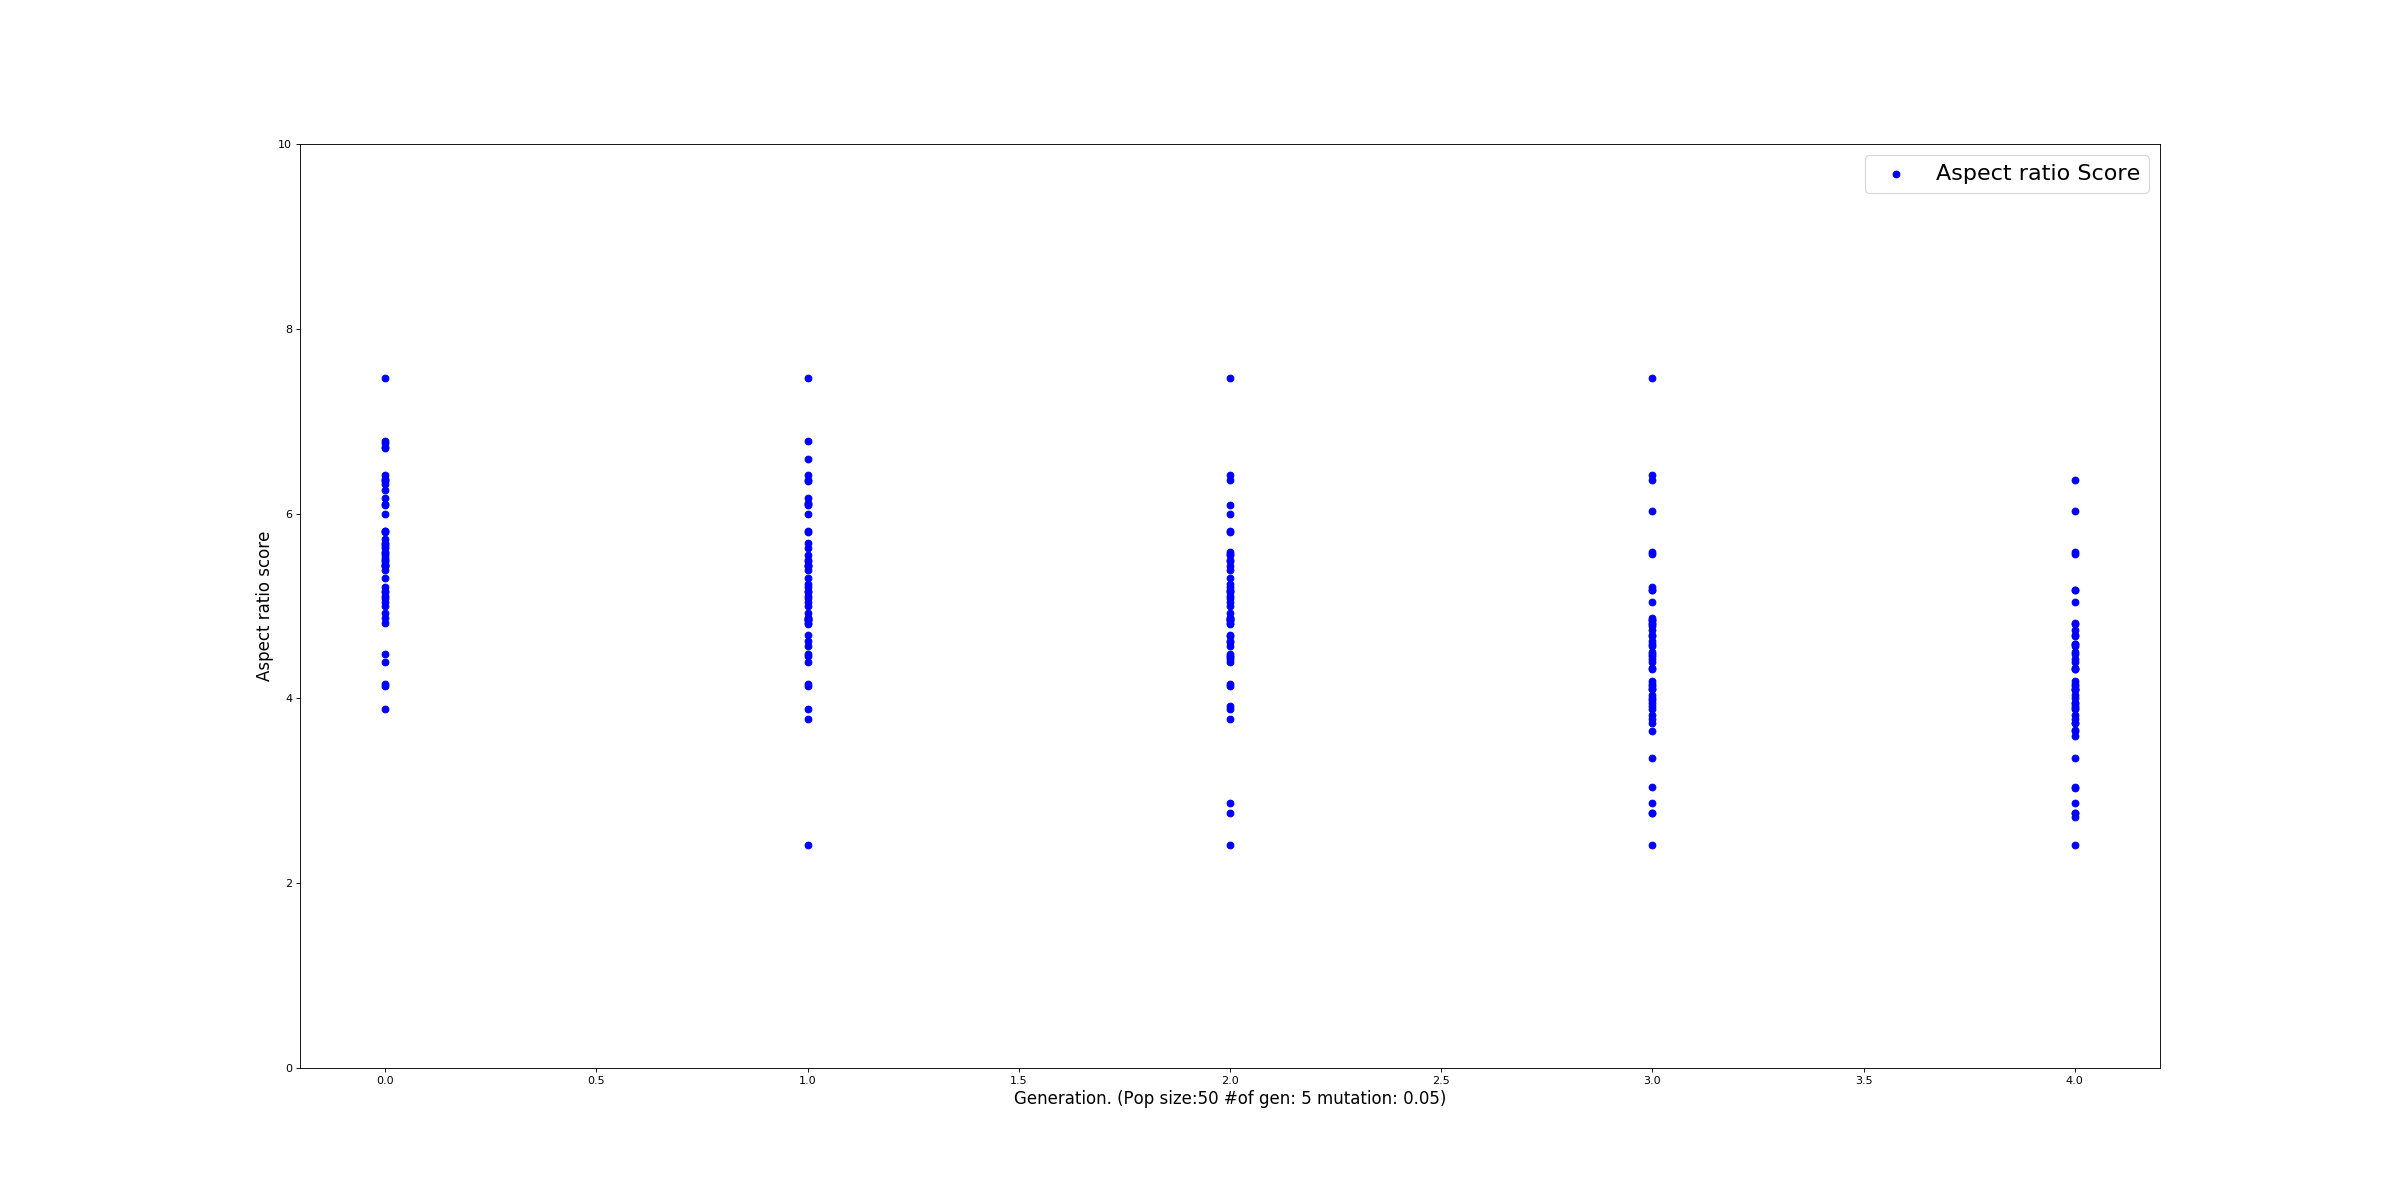 Aspect ratio Score
10
8
6
4
2
0
Aspect ratio score
0.0 0.5 1.0 1.5 2.0 2.5 3.0 3.5 4.0
Generation. (Pop size:50 #of gen: 5 mutation: 0.05)